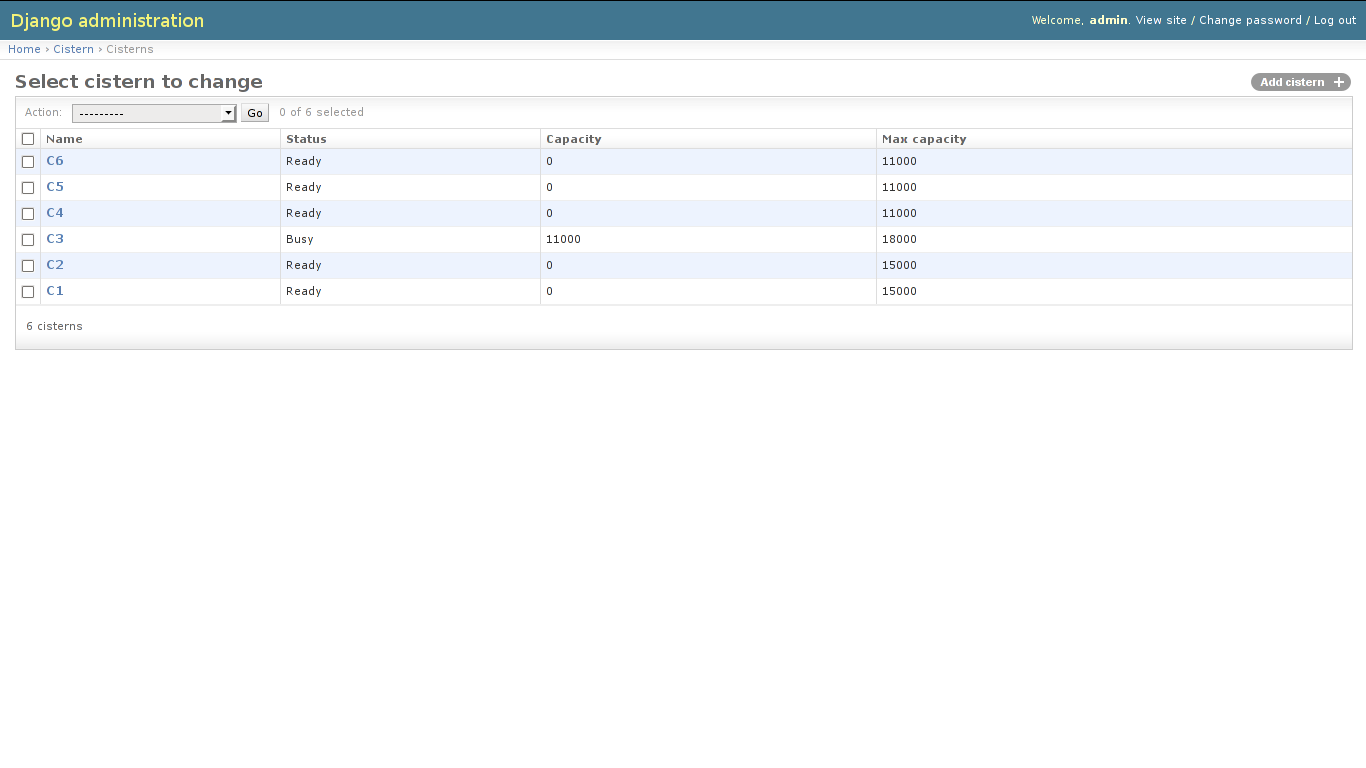 Django administration
Welcome, admin. View site / Change password / Log out
Home › Cistern › Cisterns
Select cistern to change
Add cistern +
Action: --------- Go 0 of 6 selected
Name Status Capacity Max capacity
C6 Ready 0 11000
C5 Ready 0 11000
C4 Ready 0 11000
C3 Busy 11000 18000
C2 Ready 0 15000
C1 Ready 0 15000
6 cisterns